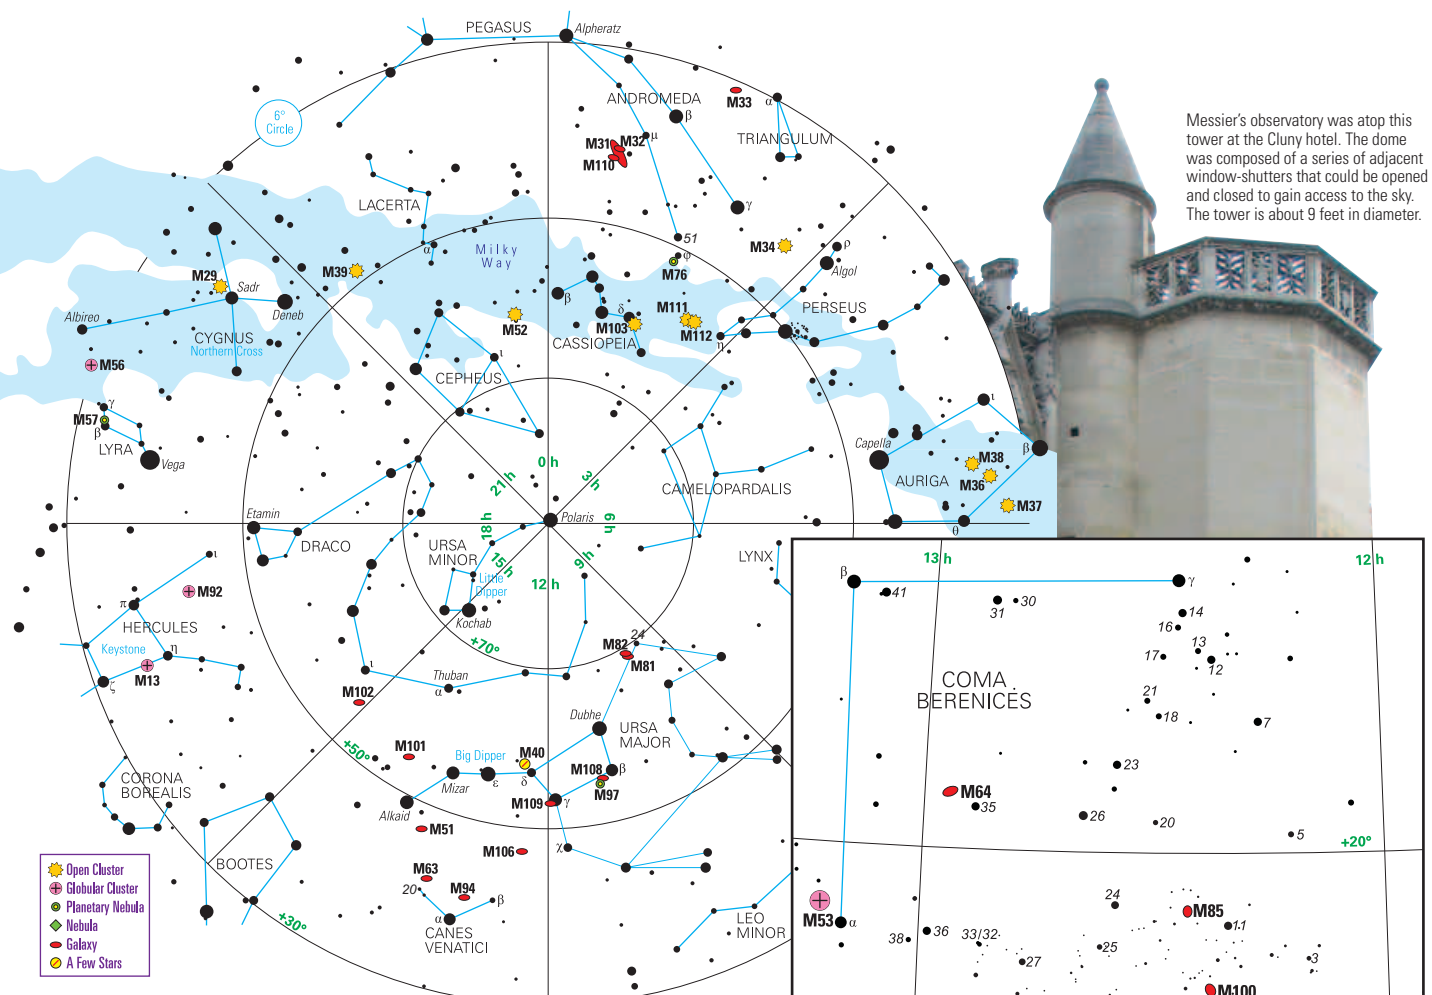 PEGASUS
Alpheratz
6°
Circle
ANDROMEDA
β
M33
α
TRIANGULUM
M31
M32
M110
μ
γ
LACERTA
α
51
φ
M76
M34
ρ
Algol
PERSEUS
Milky
Way
M39
M29
Sadr
Deneb
Albireo
CYGNUS
Northern Cross
M56
M52
β
δ
M103
CASSIOPEIA
M111
M112
η
ι
CEPHEUS
γ
M57
β
LYRA
Vega
Capella
ι
β
M38
M36
AURIGA
M37
θ
CAMELOPARDALIS
0 h
3 h
6 h
9 h
12 h
15 h
18 h
21 h
Polaris
Etamin
DRACO
URSA
MINOR
Little
Dipper
Kochab
+70°
LYNX
ι
M92
π
HERCULES
Keystone
η
M13
ζ
ι
Thuban
α
M102
24
M82
M81
Dubhe
URSA
MAJOR
+50°
M101
Big Dipper
M40
M108
β
M97
Mizar
ε
δ
Alkaid
M109
γ
CORONA
BOREALIS
M51
M106
χ
BOOTES
M63
20
M94
β
α
CANES
VENATICI
LEO
MINOR
+30°
Open Cluster
Globular Cluster
Planetary Nebula
Nebula
Galaxy
A Few Stars
Messier's observatory was atop this
tower at the Cluny hotel. The dome
was composed of a series of adjacent
window-shutters that could be opened
and closed to gain access to the sky.
The tower is about 9 feet in diameter.
13 h
12 h
β
γ
41
31
30
14
16
13
17
12
COMA
BERENICES
21
18
7
23
M64
35
26
20
5
+20°
M53
α
24
M85
11
38
36
33/32
25
27
3
M100